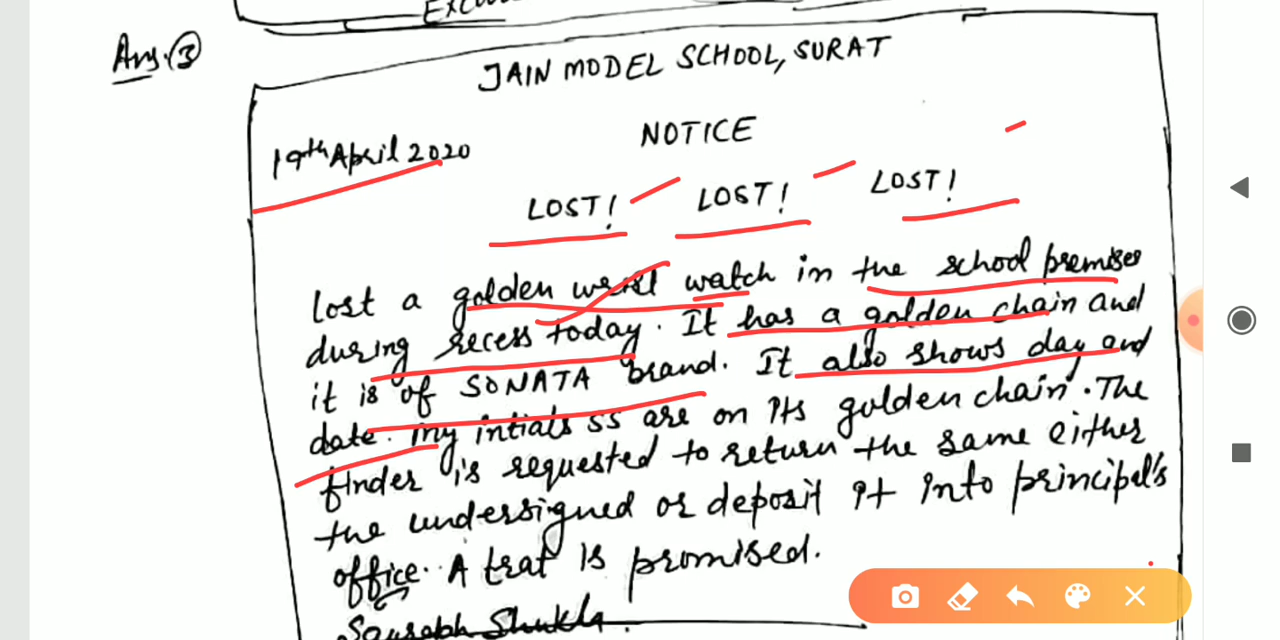 Ans.③
JAIN MODEL SCHOOL, SURAT
NOTICE
19th April 2020
LOST! LOST! LOST!
Lost a golden watch in the school premises
during recess today. It has a golden chain and
it is of SONATA brand. It also shows day and
date. my intials SS are on its golden chain. The
finder is requested to return the same either
the undersigned or deposit it into principal's
office. A trat is promised.
Saurabh Shukla.